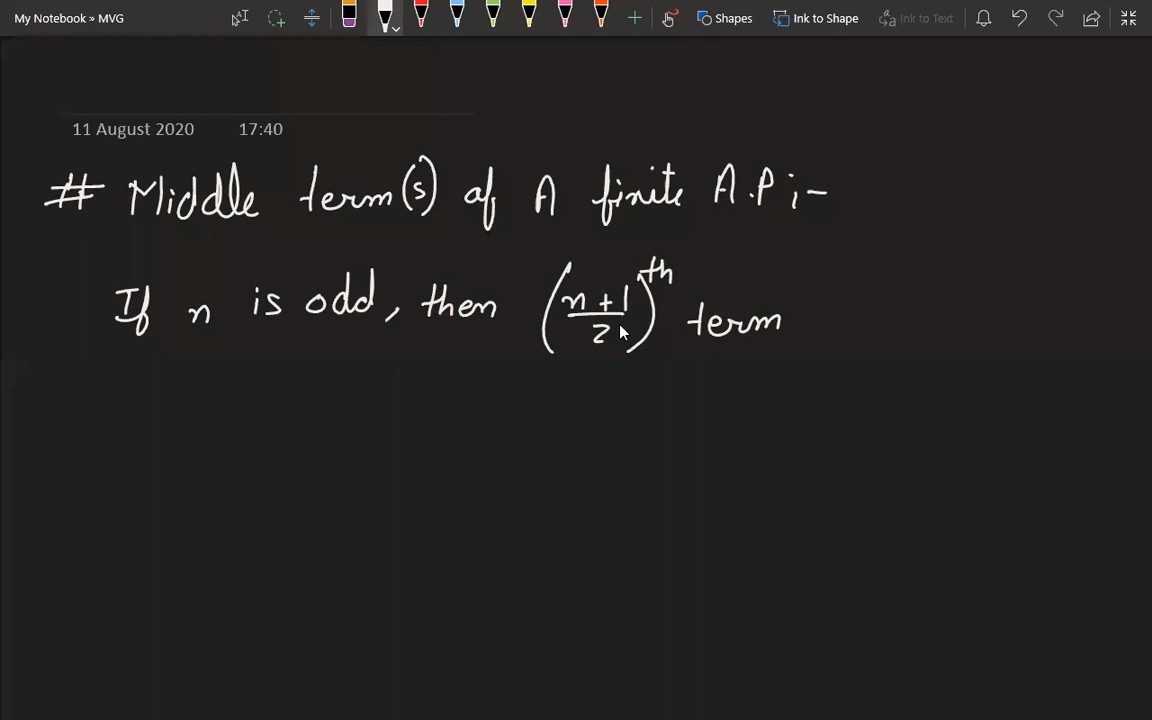 My Notebook » MVG
Shapes
Ink to Shape
Ink to Text
11 August 2020 17:40
# Middle term(s) of A finite A.P ;-
If n is odd, then (n+1/2)th term